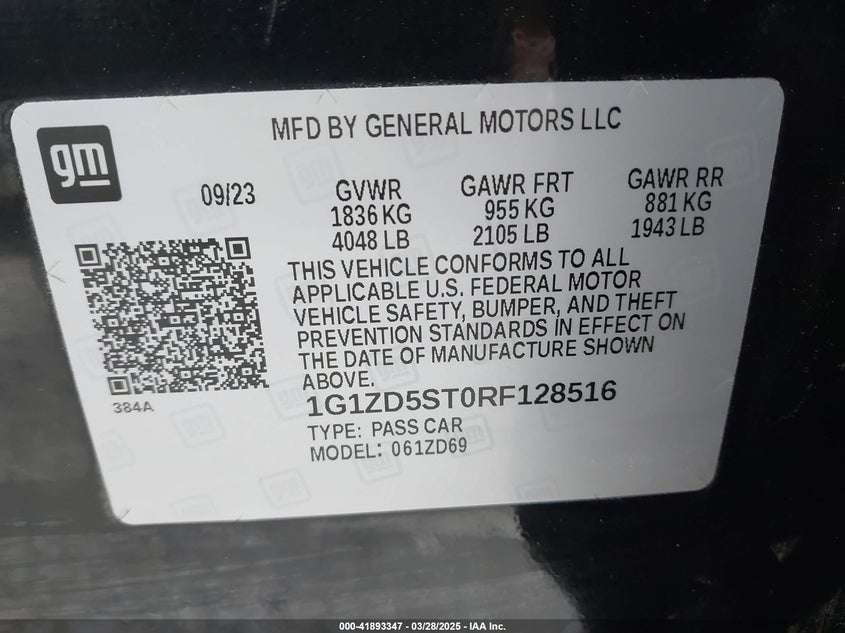 MFD BY GENERAL MOTORS LLC
gm
09/23
GVWR
1836 KG
4048 LB
GAWR FRT
955 KG
2105 LB
GAWR RR
881 KG
1943 LB
THIS VEHICLE CONFORMS TO ALL
APPLICABLE U.S. FEDERAL MOTOR
VEHICLE SAFETY, BUMPER, AND THEFT
PREVENTION STANDARDS IN EFFECT ON
THE DATE OF MANUFACTURE SHOWN
ABOVE.
384A
1G1ZD5ST0RF128516
TYPE: PASS CAR
MODEL: 061ZD69
000-41893347 — 03/28/2025 — IAA Inc.